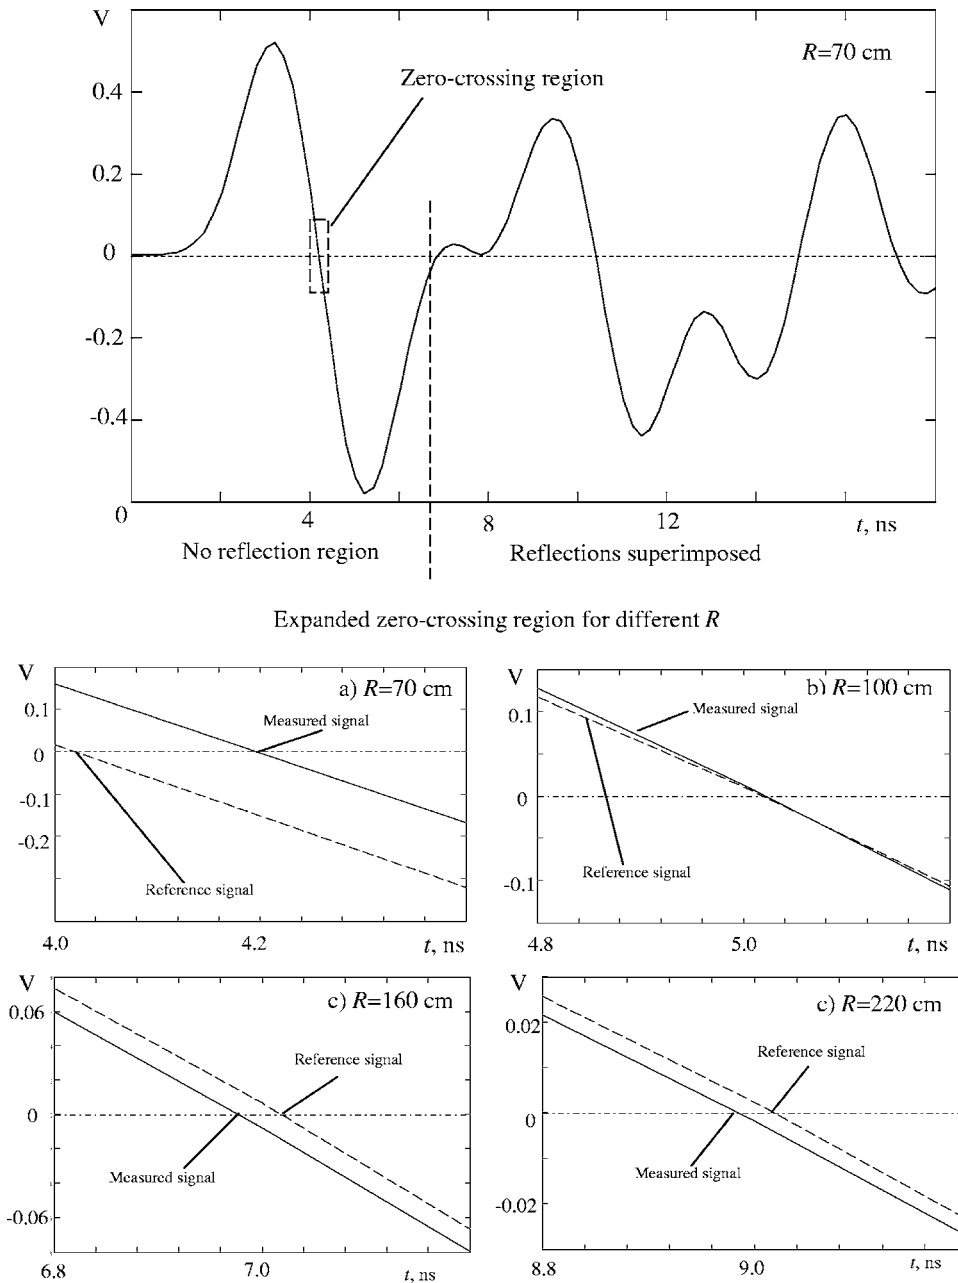 V
R=70 cm
Zero-crossing region
0.4
0.2
0
-0.2
-0.4
0
4
8
12
t, ns
No reflection region
Reflections superimposed
Expanded zero-crossing region for different R
V
a) R=70 cm
0.1
Measured signal
0
-0.1
-0.2
Reference signal
4.0
4.2
t, ns
V
b) R=100 cm
0.1
Measured signal
0
Reference signal
-0.1
4.8
5.0
t, ns
V
c) R=160 cm
0.06
Reference signal
0
Measured signal
-0.06
6.8
7.0
t, ns
V
c) R=220 cm
0.02
Reference signal
0
Measured signal
-0.02
8.8
9.0
t, ns